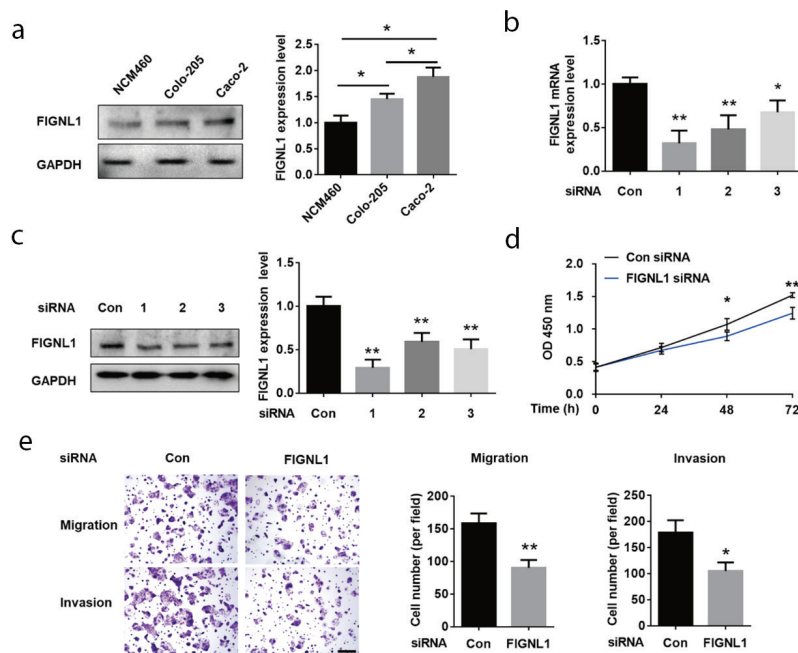 a
NCM460
Colo-205
Caco-2
FIGNL1
GAPDH
FIGNL1 expression level
2.5
2.0
1.5
1.0
0.5
0.0
*
*
*
NCM460
Colo-205
Caco-2
b
FIGNL1 mRNA
expression level
1.5
1.0
0.5
0.0
**
**
*
siRNA Con 1 2 3
c
siRNA Con 1 2 3
FIGNL1
GAPDH
FIGNL1 expression level
1.5
1.0
0.5
0.0
**
**
**
siRNA Con 1 2 3
d
Con siRNA
FIGNL1 siRNA
OD 450 nm
2.0
1.5
1.0
0.5
0.0
*
**
Time (h) 0 24 48 72
e
siRNA Con FIGNL1
Migration
Invasion
Migration
Cell number (per field)
200
150
100
50
0
**
siRNA Con FIGNL1
Invasion
Cell number (per field)
250
200
150
100
50
0
*
siRNA Con FIGNL1